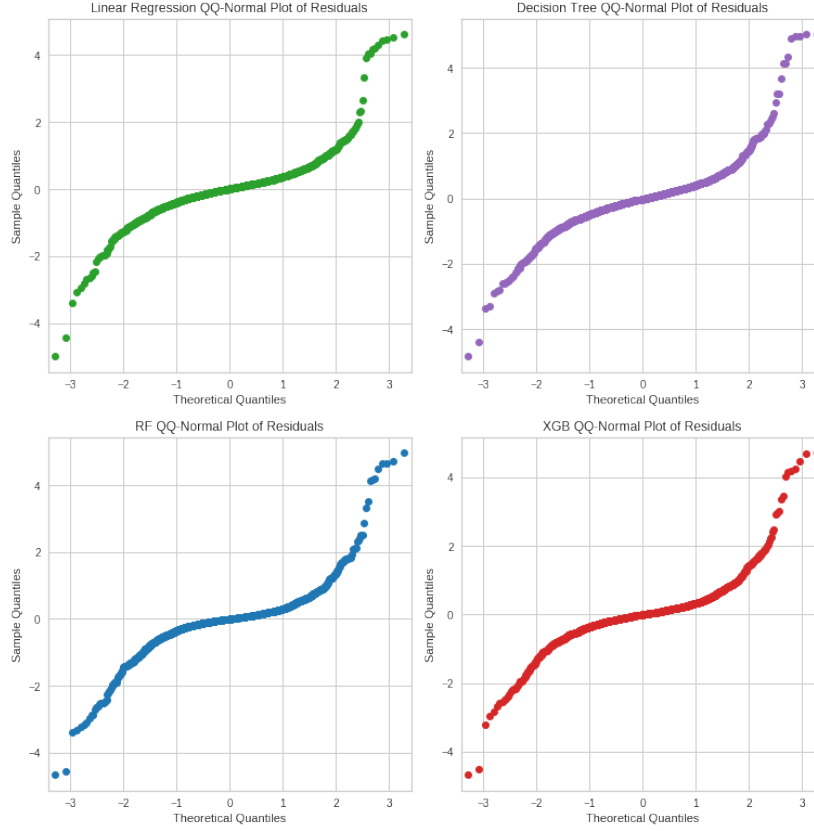 Linear Regression QQ-Normal Plot of Residuals
4
2
0
−2
−4
Sample Quantiles
−3 −2 −1 0 1 2 3
Theoretical Quantiles
Decision Tree QQ-Normal Plot of Residuals
4
2
0
−2
−4
Sample Quantiles
−3 −2 −1 0 1 2 3
Theoretical Quantiles
RF QQ-Normal Plot of Residuals
4
2
0
−2
−4
Sample Quantiles
−3 −2 −1 0 1 2 3
Theoretical Quantiles
XGB QQ-Normal Plot of Residuals
4
2
0
−2
−4
Sample Quantiles
−3 −2 −1 0 1 2 3
Theoretical Quantiles